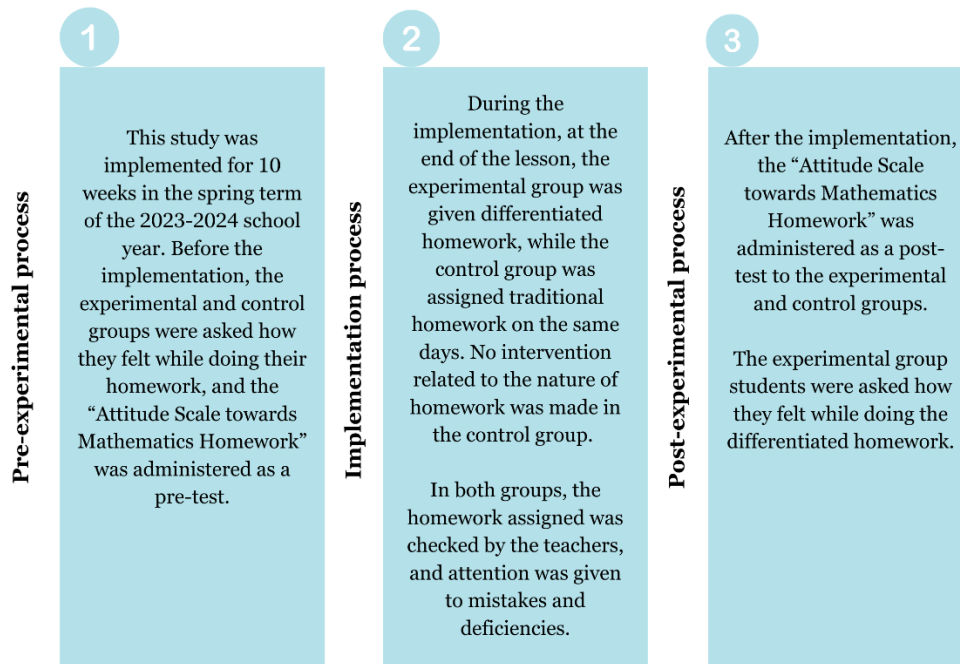 1
Pre-experimental process
This study was
implemented for 10
weeks in the spring term
of the 2023-2024 school
year. Before the
implementation, the
experimental and control
groups were asked how
they felt while doing their
homework, and the
“Attitude Scale towards
Mathematics Homework”
was administered as a
pre-test.
2
Implementation process
During the
implementation, at the
end of the lesson, the
experimental group was
given differentiated
homework, while the
control group was
assigned traditional
homework on the same
days. No intervention
related to the nature of
homework was made in
the control group.
In both groups, the
homework assigned was
checked by the teachers,
and attention was given
to mistakes and
deficiencies.
3
Post-experimental process
After the implementation,
the “Attitude Scale
towards Mathematics
Homework” was
administered as a post-
test to the experimental
and control groups.
The experimental group
students were asked how
they felt while doing the
differentiated homework.